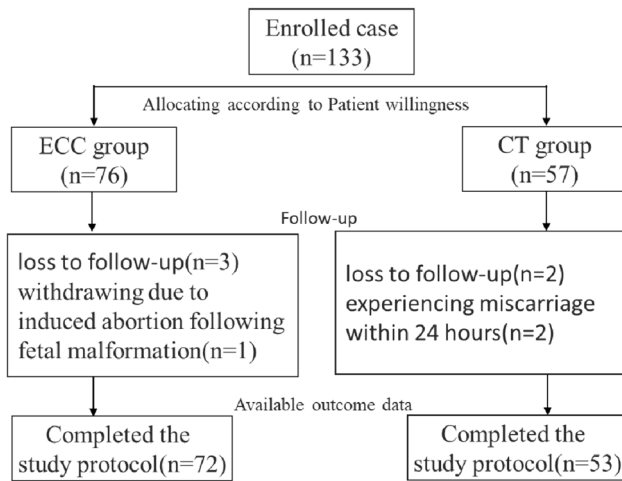 Enrolled case
(n=133)
Allocating according to Patient willingness
ECC group
(n=76)
CT group
(n=57)
Follow-up
loss to follow-up(n=3)
withdrawing due to
induced abortion following
fetal malformation(n=1)
loss to follow-up(n=2)
experiencing miscarriage
within 24 hours(n=2)
Available outcome data
Completed the
study protocol(n=72)
Completed the
study protocol(n=53)